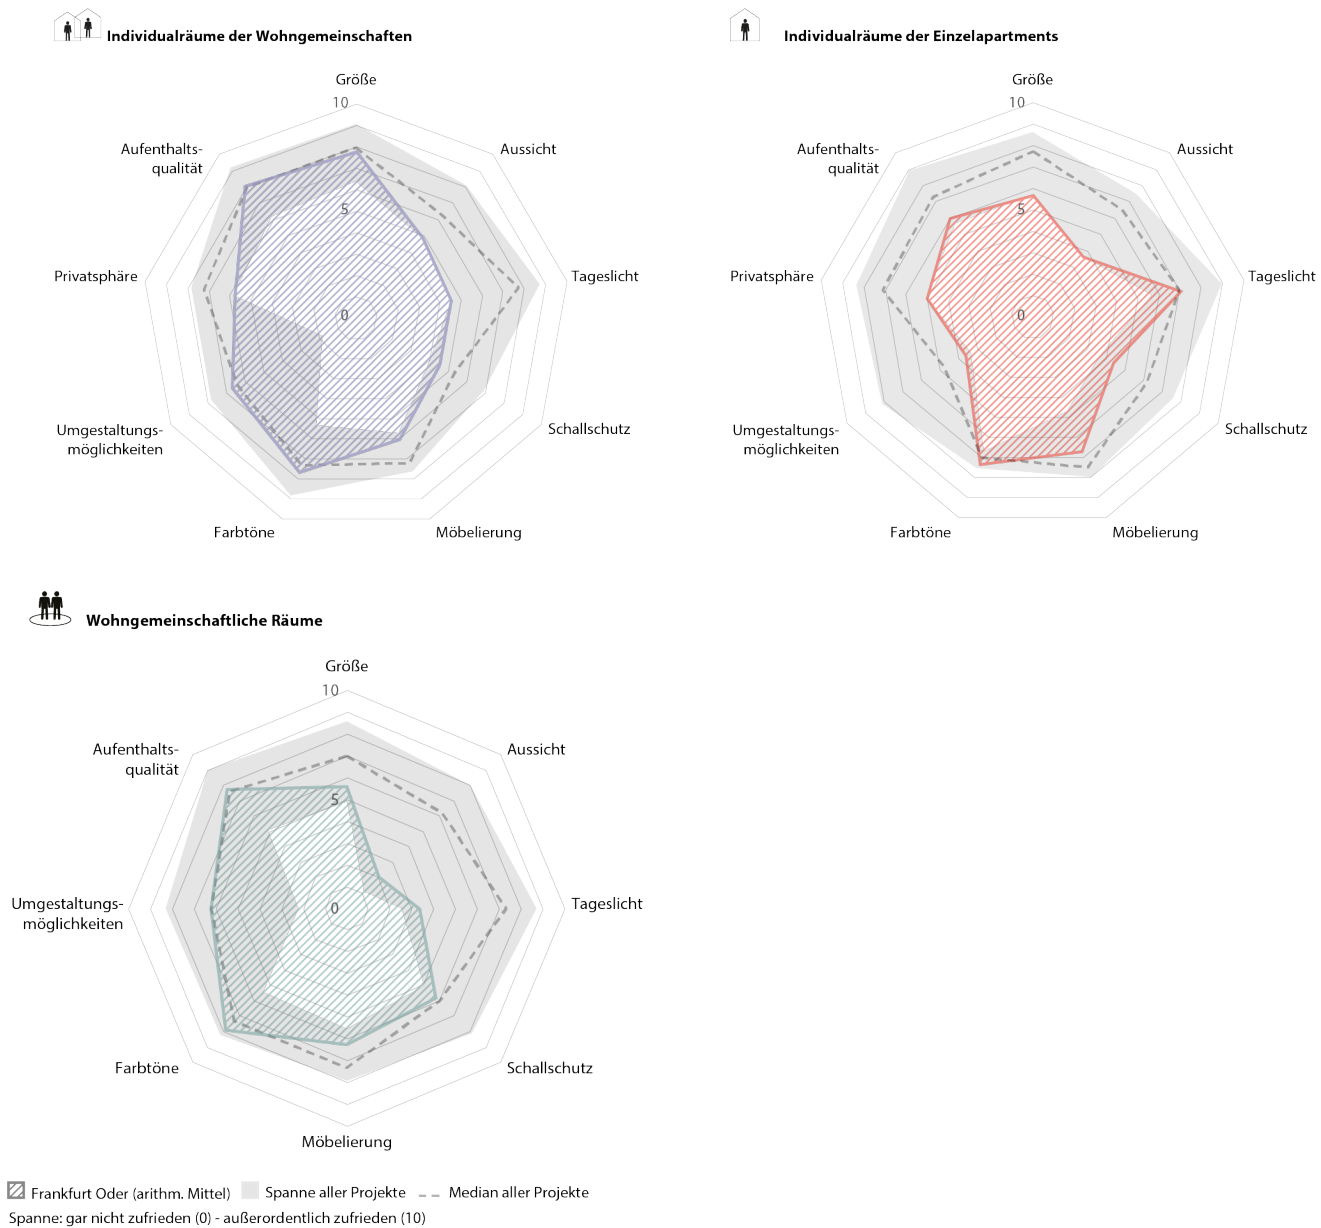 Individualräume der Wohngemeinschaften
Größe
10
Aufenthalts-
qualität
Aussicht
5
Privatsphäre
Tageslicht
0
Umgestaltungs-
möglichkeiten
Schallschutz
Farbtöne
Möbelierung
Individualräume der Einzelapartments
Größe
10
Aufenthalts-
qualität
Aussicht
5
Privatsphäre
Tageslicht
0
Umgestaltungs-
möglichkeiten
Schallschutz
Farbtöne
Möbelierung
Wohngemeinschaftliche Räume
Größe
10
Aufenthalts-
qualität
Aussicht
5
Umgestaltungs-
möglichkeiten
0
Tageslicht
Farbtöne
Schallschutz
Möbelierung
Frankfurt Oder (arithm. Mittel) Spanne aller Projekte Median aller Projekte
Spanne: gar nicht zufrieden (0) - außerordentlich zufrieden (10)